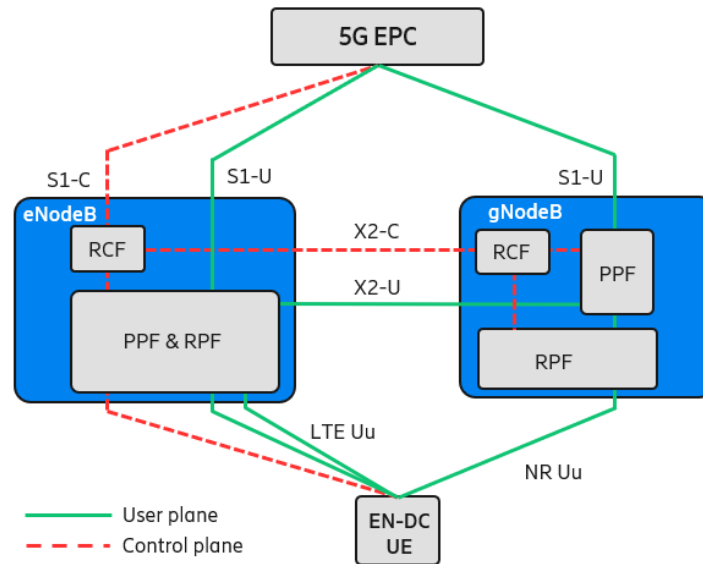 5G EPC
S1-C
S1-U
S1-U
eNodeB
gNodeB
RCF
X2-C
RCF
PPF
X2-U
PPF & RPF
RPF
LTE Uu
NR Uu
EN-DC
UE
User plane
Control plane